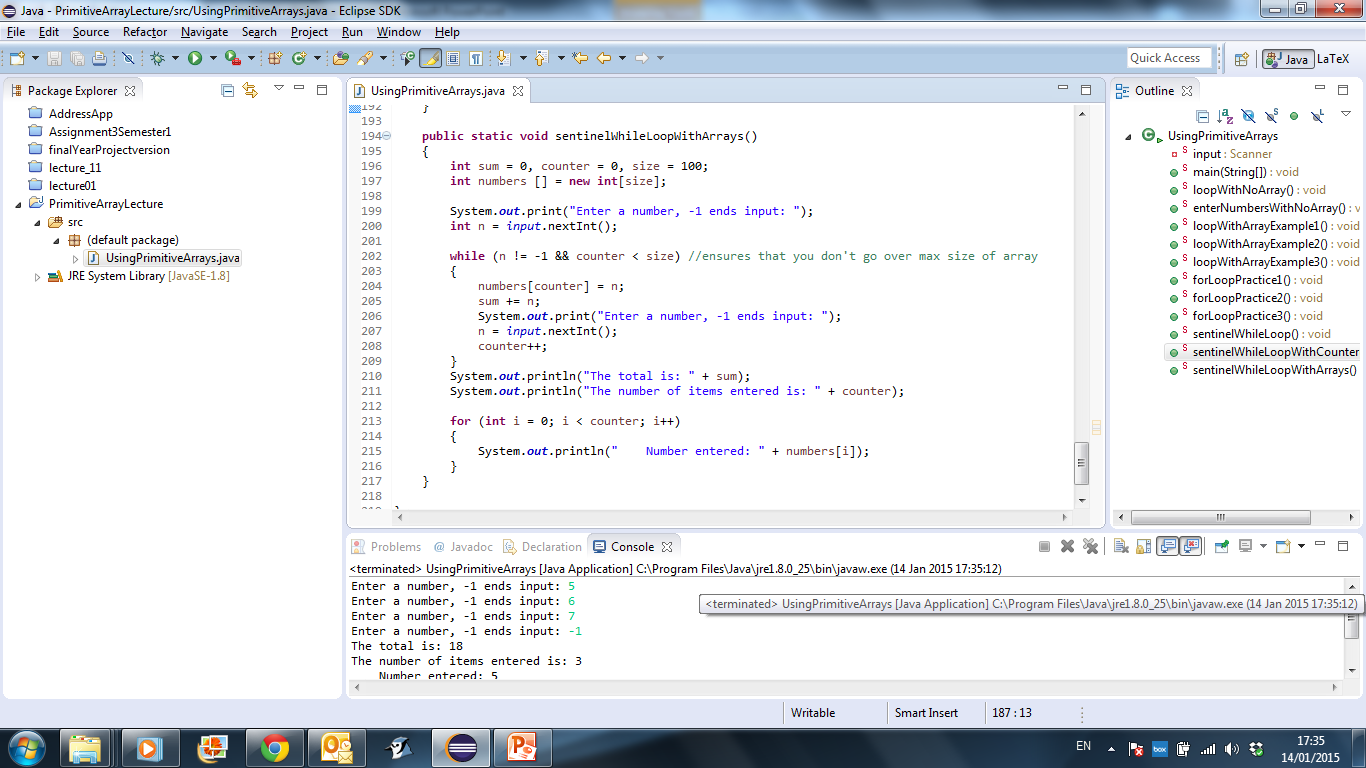 Java - PrimitiveArrayLecture/src/UsingPrimitiveArrays.java - Eclipse SDK
File Edit Source Refactor Navigate Search Project Run Window Help
Quick Access Java LaTeX
Package Explorer
AddressApp
Assignment3Semester1
finalYearProjectversion
lecture_11
lecture01
PrimitiveArrayLecture
src
(default package)
UsingPrimitiveArrays.java
JRE System Library [JavaSE-1.8]
UsingPrimitiveArrays.java
192 }
193
194 public static void sentinelWhileLoopWithArrays()
195 {
196 int sum = 0, counter = 0, size = 100;
197 int numbers [] = new int[size];
198
199 System.out.print("Enter a number, -1 ends input: ");
200 int n = input.nextInt();
201
202 while (n != -1 && counter < size) //ensures that you don't go over max size of array
203 {
204 numbers[counter] = n;
205 sum += n;
206 System.out.print("Enter a number, -1 ends input: ");
207 n = input.nextInt();
208 counter++;
209 }
210 System.out.println("The total is: " + sum);
211 System.out.println("The number of items entered is: " + counter);
212
213 for (int i = 0; i < counter; i++)
214 {
215 System.out.println("    Number entered: " + numbers[i]);
216 }
217 }
218
Outline
UsingPrimitiveArrays
input : Scanner
main(String[]) : void
loopWithNoArray() : void
enterNumbersWithNoArray() : v
loopWithArrayExample1() : void
loopWithArrayExample2() : void
loopWithArrayExample3() : void
forLoopPractice1() : void
forLoopPractice2() : void
forLoopPractice3() : void
sentinelWhileLoop() : void
sentinelWhileLoopWithCounter
sentinelWhileLoopWithArrays()
Problems @ Javadoc Declaration Console
<terminated> UsingPrimitiveArrays [Java Application] C:\Program Files\Java\jre1.8.0_25\bin\javaw.exe (14 Jan 2015 17:35:12)
Enter a number, -1 ends input: 5
Enter a number, -1 ends input: 6
Enter a number, -1 ends input: 7
Enter a number, -1 ends input: -1
The total is: 18
The number of items entered is: 3
Number entered: 5
<terminated> UsingPrimitiveArrays [Java Application] C:\Program Files\Java\jre1.8.0_25\bin\javaw.exe (14 Jan 2015 17:35:12)
Writable Smart Insert 187 : 13
EN box 17:35
14/01/2015